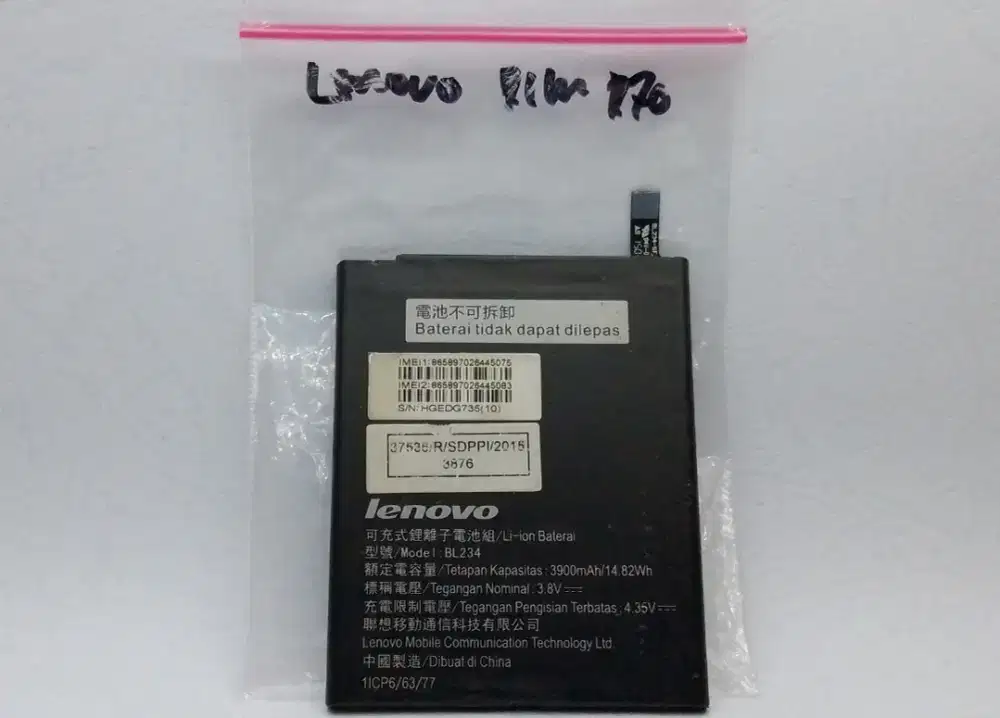 Lenovo P70
電池不可拆卸
Baterai tidak dapat dilepas
IMEI1:865897026445075
IMEI2:865897026445083
S/N:HGEDG735(10)
37535/R/SDPPI/2015
3876
lenovo
可充式鋰離子電池組/Li-ion Baterai
型號/Model:BL234
額定電容量/Tetapan Kapasitas:3900mAh/14.82Wh
標稱電壓/Tegangan Nominal:3.8V⎓
充電限制電壓/Tegangan Pengisian Terbatas:4.35V⎓
聯想移動通信科技有限公司
Lenovo Mobile Communication Technology Ltd.
中國製造/Dibuat di China
1ICP6/63/77